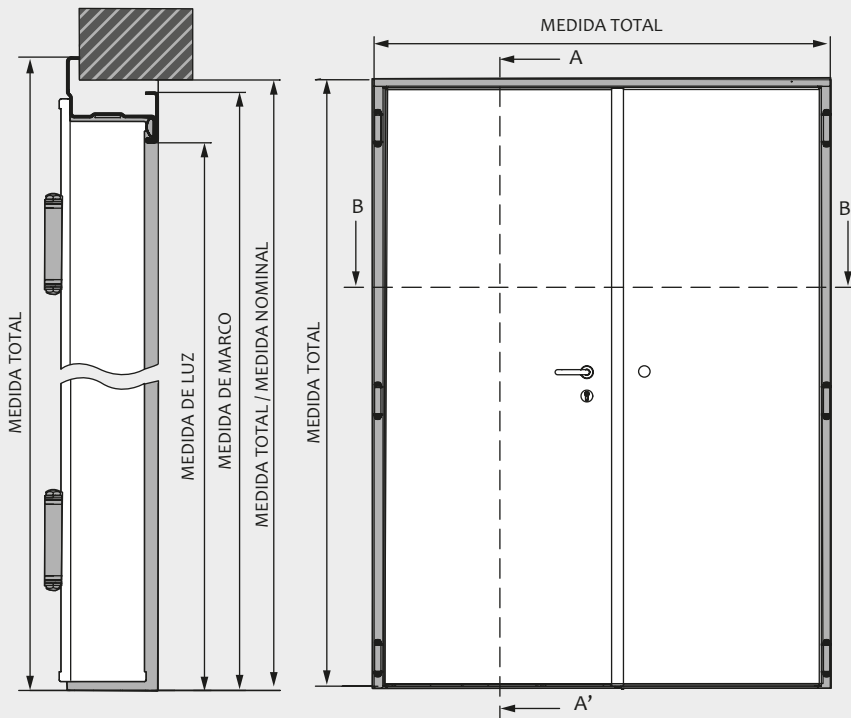 MEDIDA TOTAL
A
B
B
MEDIDA TOTAL
MEDIDA DE LUZ
MEDIDA DE MARCO
MEDIDA TOTAL / MEDIDA NOMINAL
MEDIDA TOTAL
A'